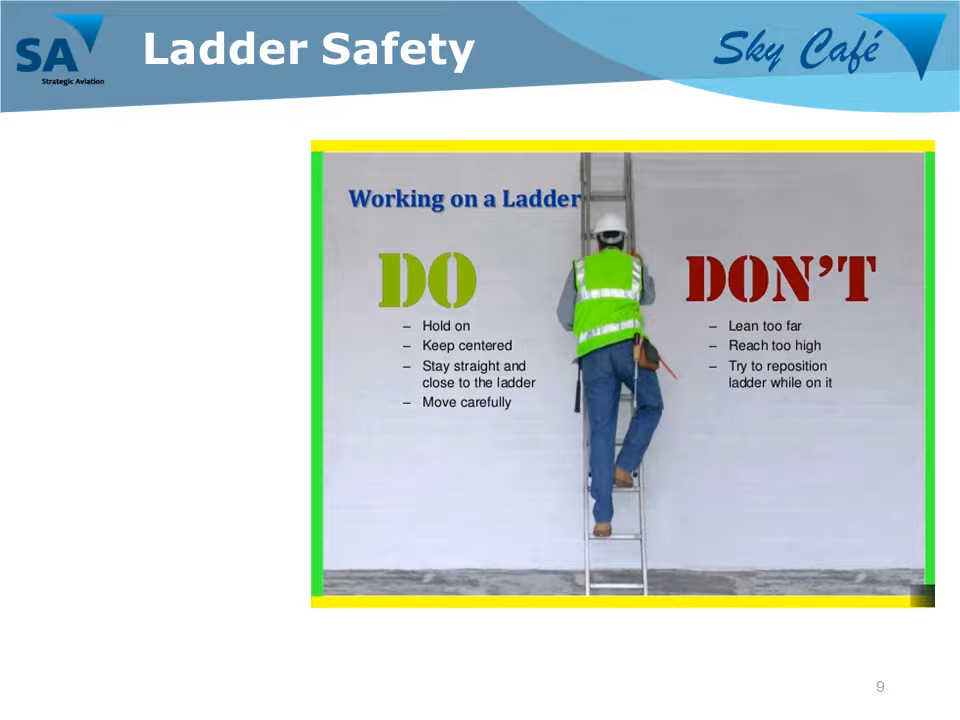 SA
Strategic Aviation
Ladder Safety
Sky Café
Working on a Ladder
DO
– Hold on
– Keep centered
– Stay straight and
close to the ladder
– Move carefully
DON'T
– Lean too far
– Reach too high
– Try to reposition
ladder while on it
9